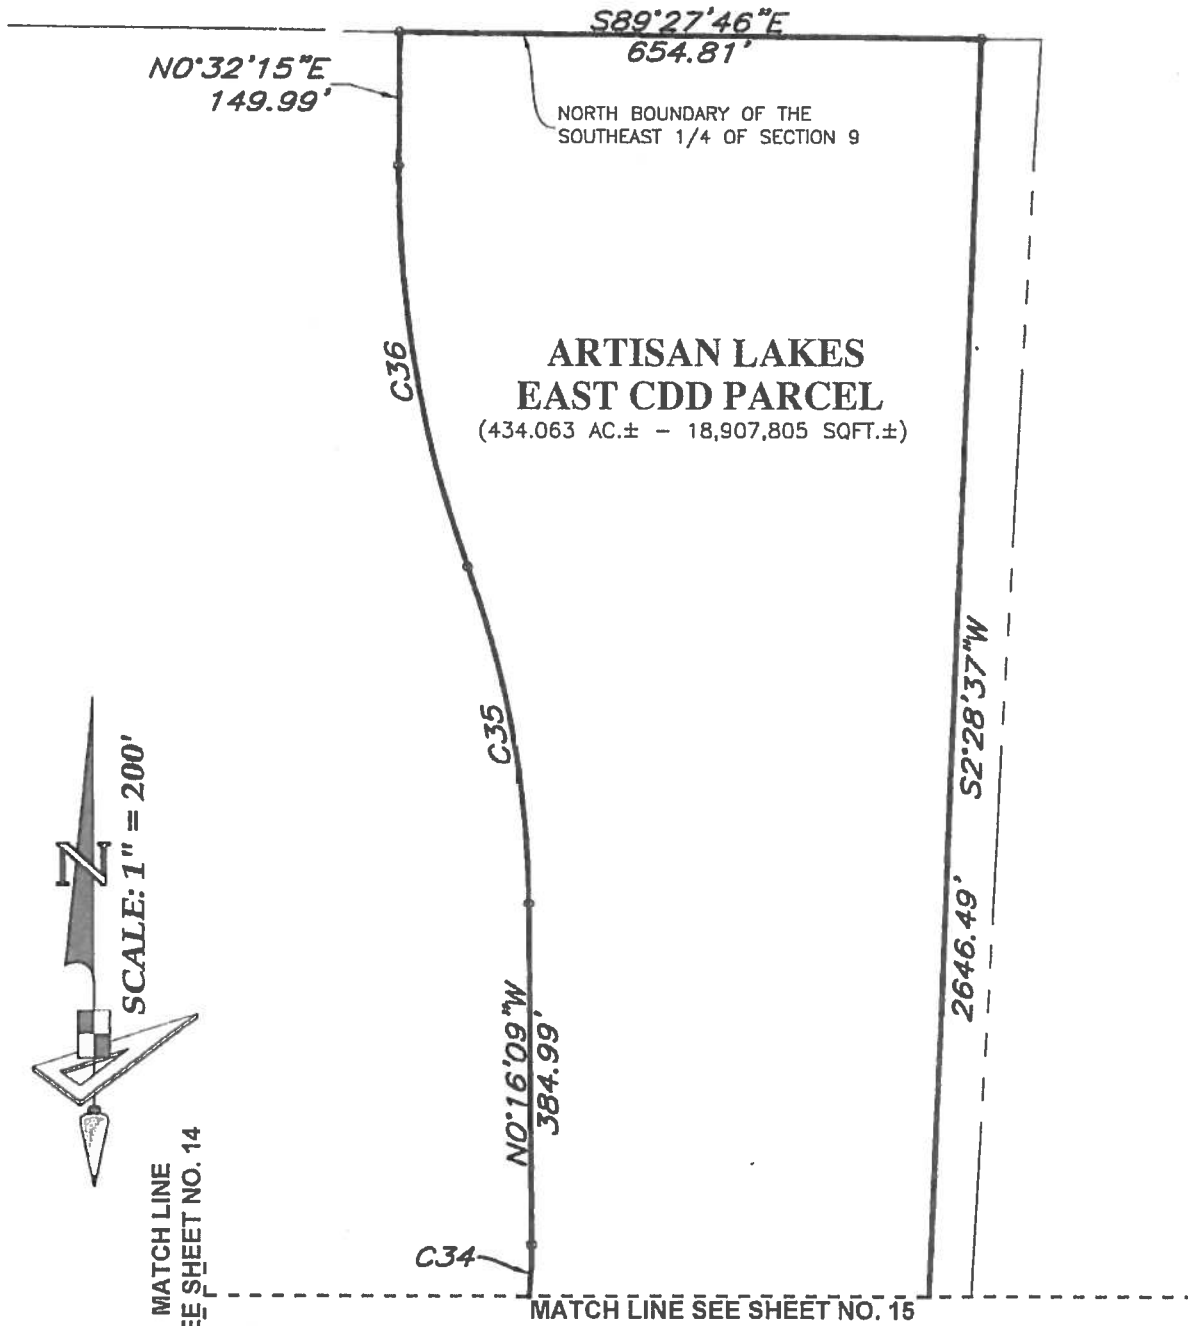 S89°27'46"E
654.81'
N0°32'15"E
149.99'
NORTH BOUNDARY OF THE
SOUTHEAST 1/4 OF SECTION 9
C36
ARTISAN LAKES
EAST CDD PARCEL
(434.063 AC.± - 18,907,805 SQFT.±)
C35
S2°28'37"W
2646.49'
N
SCALE: 1" = 200'
N0°16'09"W
384.99'
C34
MATCH LINE
EE SHEET NO. 14
MATCH LINE SEE SHEET NO. 15